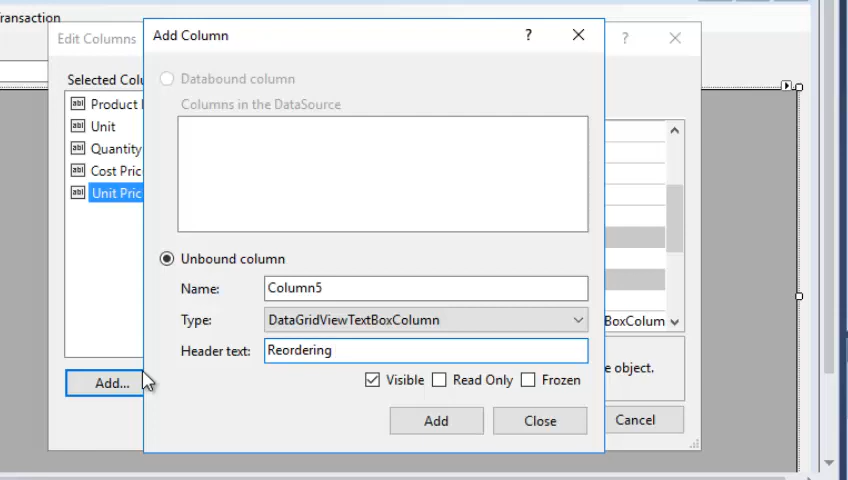 ransaction
Edit Columns
?
Selected Colu
Product
Unit
Quantity
Cost Pric
Unit Pric
Add...
Add Column
?
Databound column
Columns in the DataSource
Unbound column
Name:
Column5
Type:
DataGridViewTextBoxColumn
Header text:
Reordering
Visible
Read Only
Frozen
Add
Close
BoxColum
e object.
Cancel